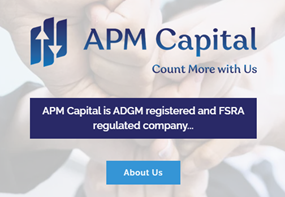 APM Capital
Count More with Us
APM Capital is ADGM registered and FSRA
regulated company...
About Us